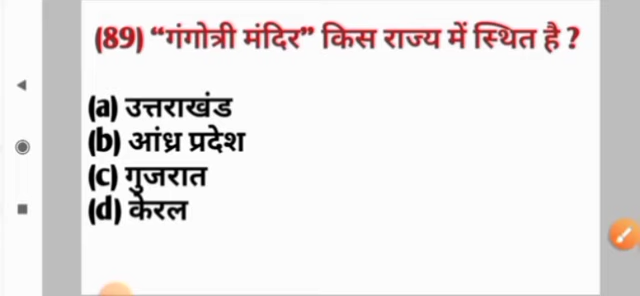 (89) “गंगोत्री मंदिर” किस राज्य में स्थित है ?
(a) उत्तराखंड
(b) आंध्र प्रदेश
(c) गुजरात
(d) केरल